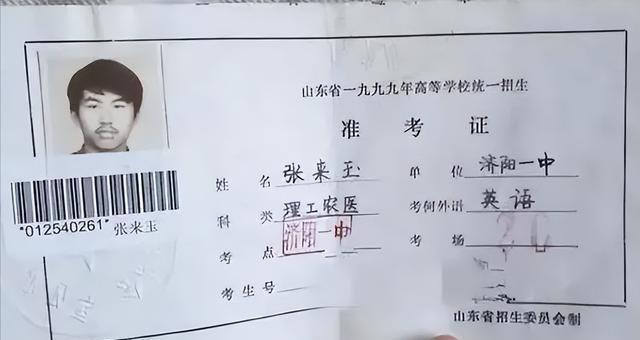 山东省一九九九年高等学校统一招生
准考证
姓名 张来玉 单位 济阳一中
科类 理工农医 考何外语 英语
考点 济阳一中 考场
考生号
*012540261* 张来玉
山东省招生委员会制